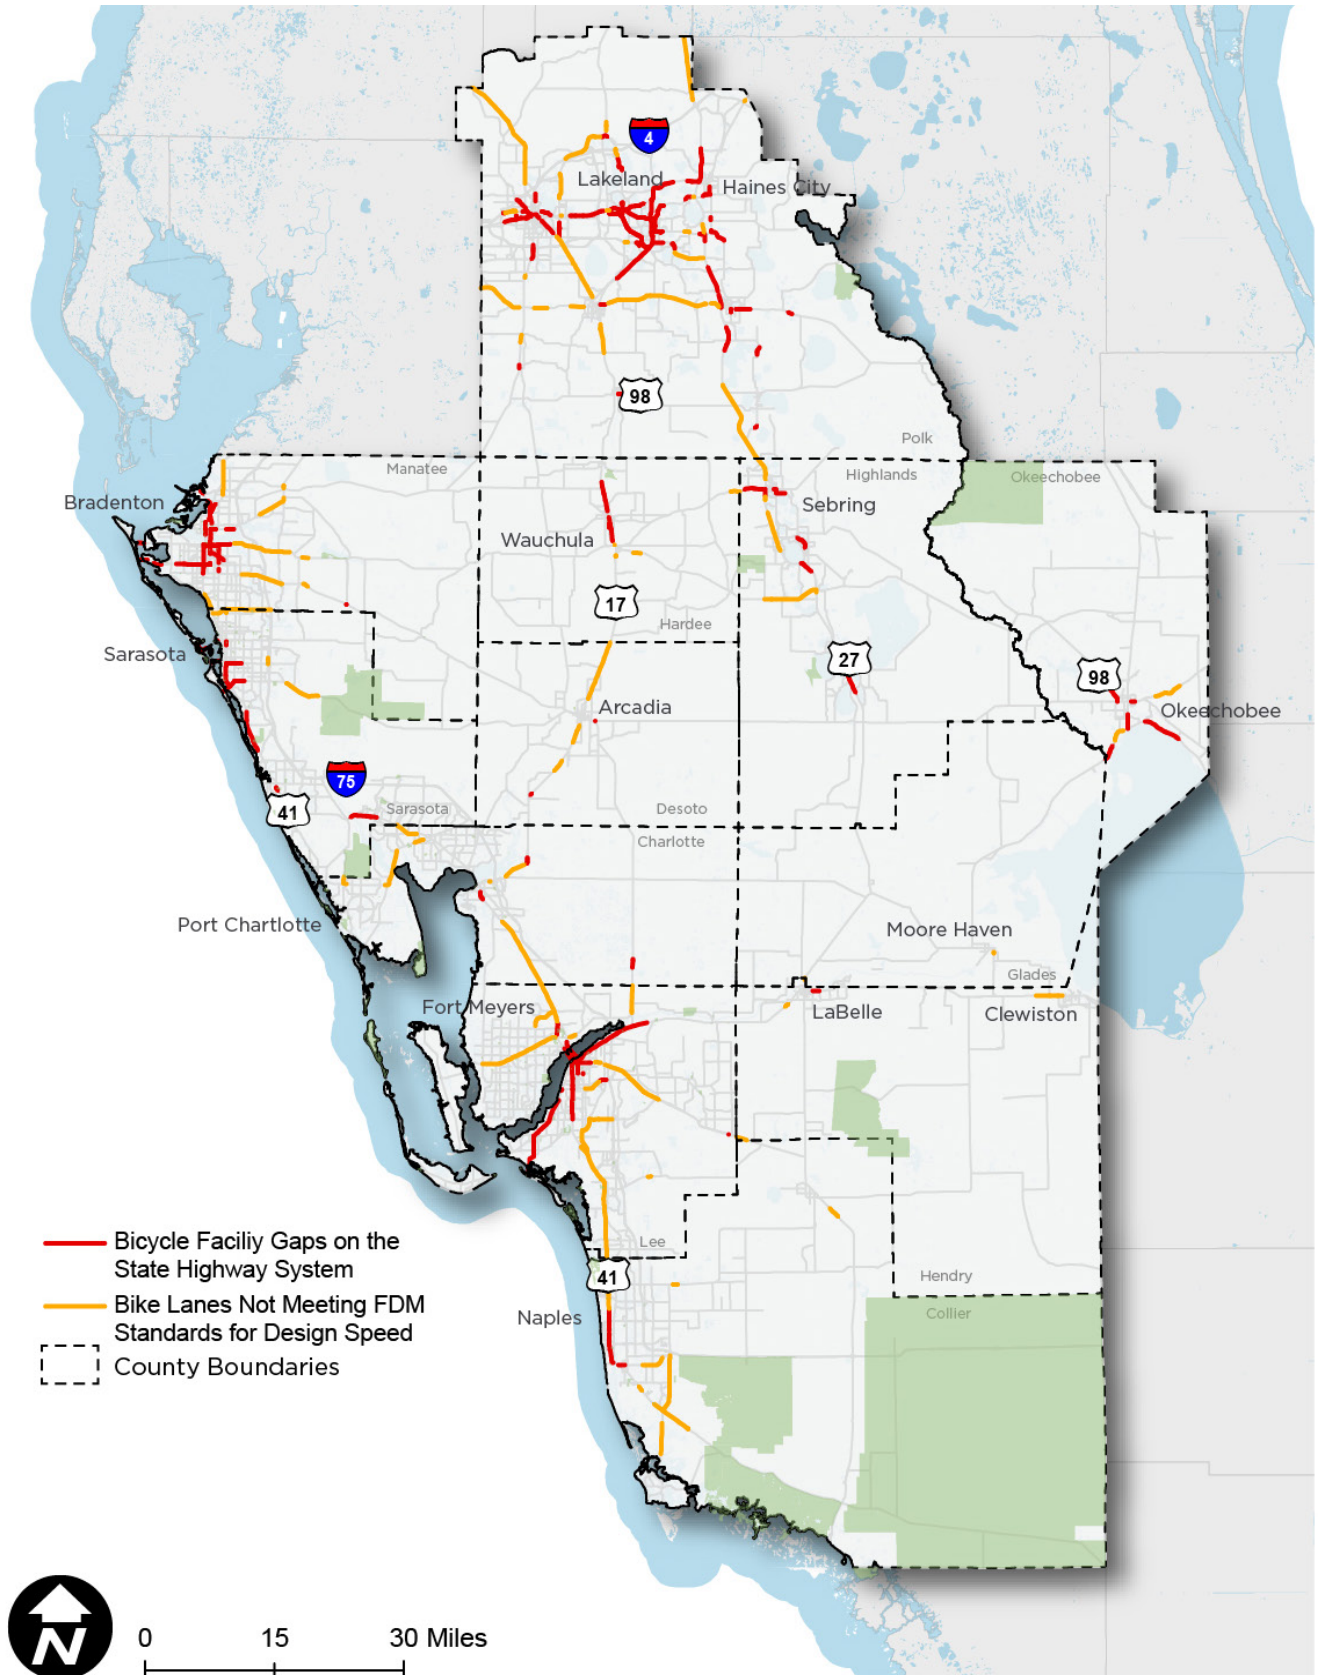 4
Lakeland
Haines City
98
Polk
Manatee
Highlands
Okeechobee
Bradenton
Sebring
Wauchula
17
Hardee
Sarasota
27
98
Arcadia
Okeechobee
75
41
Sarasota
Desoto
Charlotte
Port Chartlotte
Moore Haven
Glades
Fort Meyers
LaBelle
Clewiston
Lee
41
Hendry
Naples
Collier
Bicycle Faciliy Gaps on the
State Highway System
Bike Lanes Not Meeting FDM
Standards for Design Speed
County Boundaries
N
0 15 30 Miles